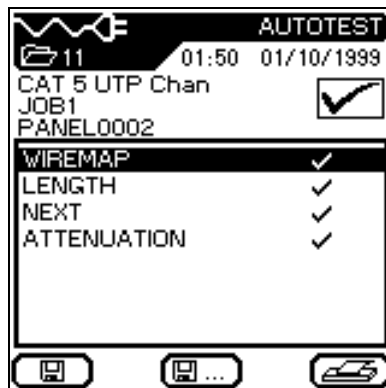 AUTOTEST
11 01:50 01/10/1999
CAT 5 UTP Chan
JOB1
PANEL0002
WIREMAP
LENGTH
NEXT
ATTENUATION
...